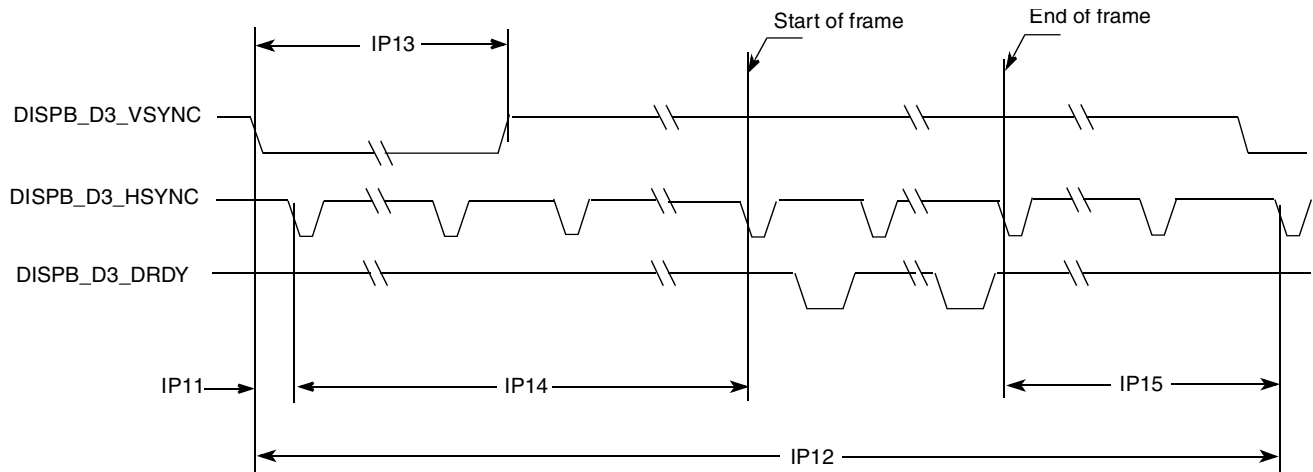 Start of frame
End of frame
IP13
DISPB_D3_VSYNC
DISPB_D3_HSYNC
DISPB_D3_DRDY
IP11
IP14
IP15
IP12